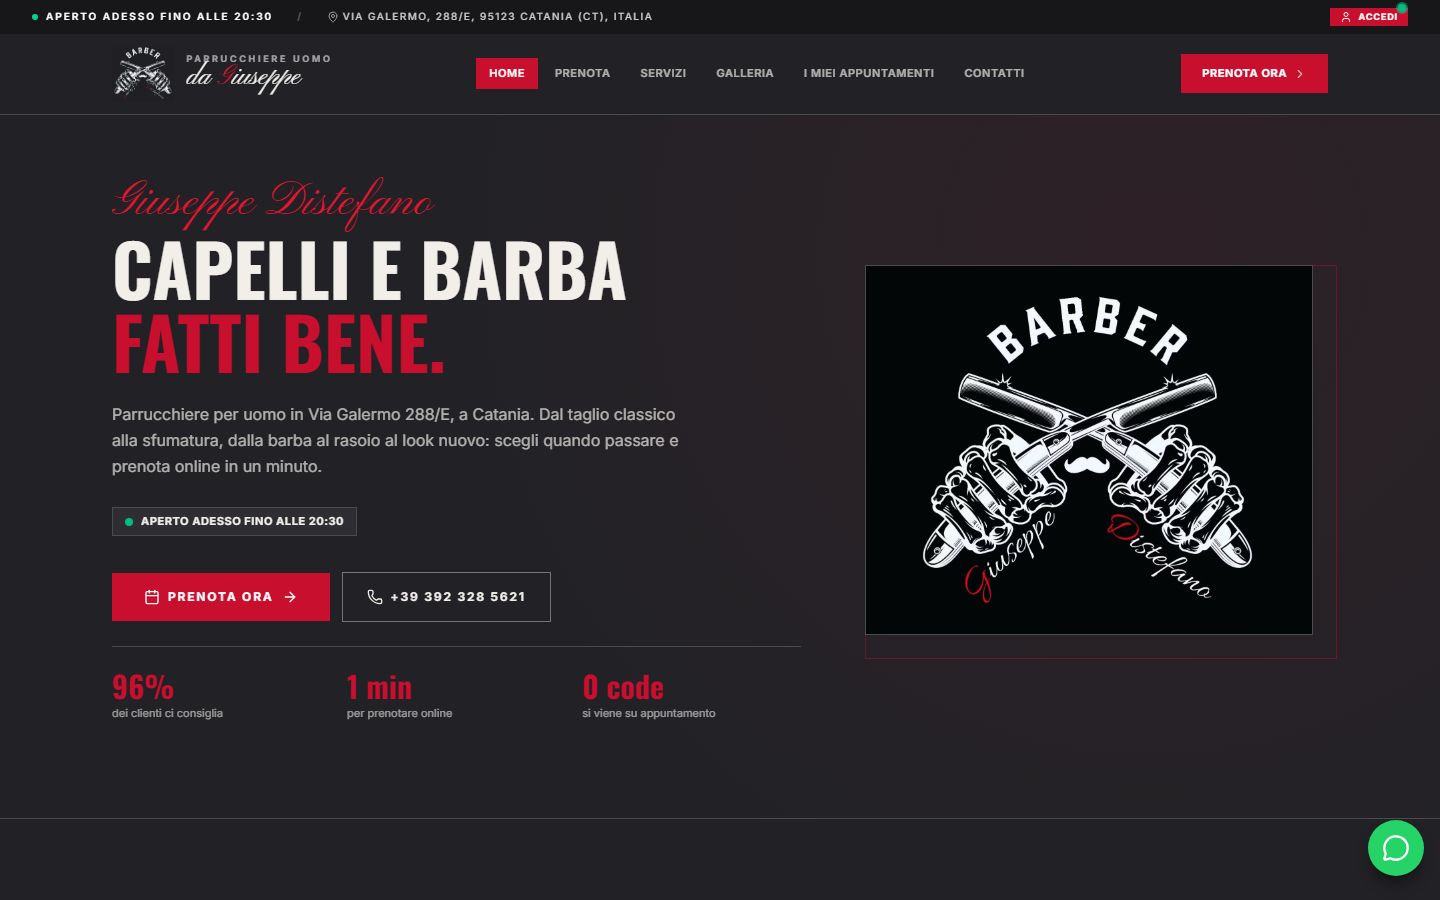 APERTO ADESSO FINO ALLE 20:30 / VIA GALERMO, 288/E, 95123 CATANIA (CT), ITALIA
ACCEDI
BARBER
PARRUCCHIERE UOMO
da Giuseppe
HOME PRENOTA SERVIZI GALLERIA I MIEI APPUNTAMENTI CONTATTI
PRENOTA ORA
Giuseppe Distefano
CAPELLI E BARBA
FATTI BENE.
Parrucchiere per uomo in Via Galermo 288/E, a Catania. Dal taglio classico
alla sfumatura, dalla barba al rasoio al look nuovo: scegli quando passare e
prenota online in un minuto.
APERTO ADESSO FINO ALLE 20:30
PRENOTA ORA
+39 392 328 5621
96%
dei clienti ci consiglia
1 min
per prenotare online
0 code
si viene su appuntamento
BARBER
Giuseppe Distefano